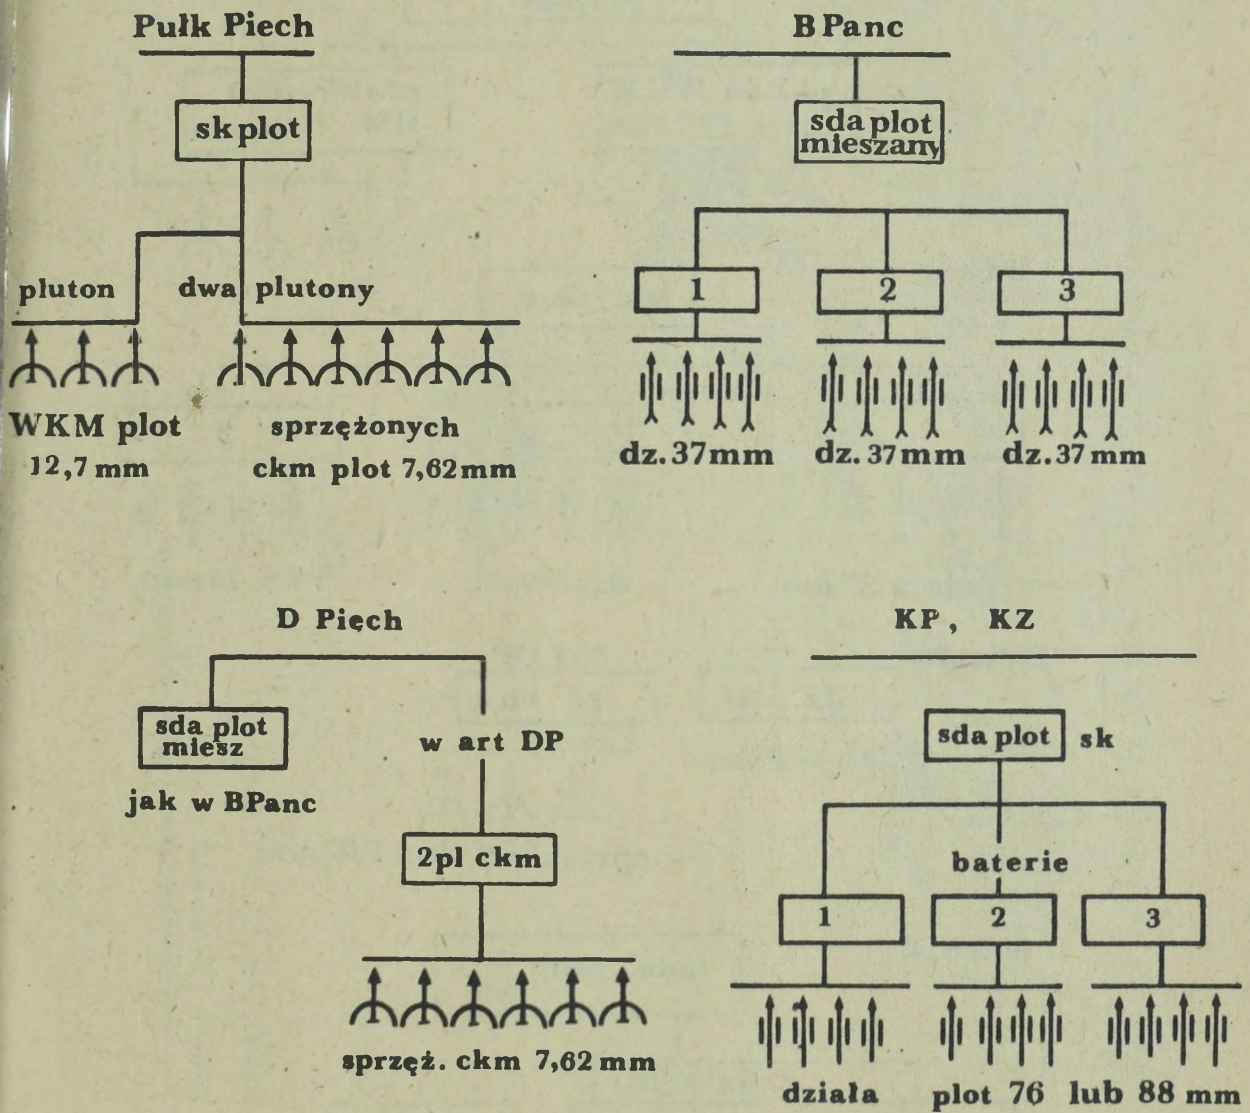 Pułk Piech
sk plot
pluton
dwa plutony
WKM plot
12,7 mm
sprzężonych
ckm plot 7,62mm
B Panc
sda plot
mieszany
1
2
3
dz. 37mm
dz. 37mm
dz. 37 mm
D Piech
sda plot
miesz
jak w BPanc
w art DP
2pl ckm
sprzęż. ckm 7,62 mm
KP, KZ
sda plot
sk
baterie
1
2
3
działa plot 76 lub 88 mm